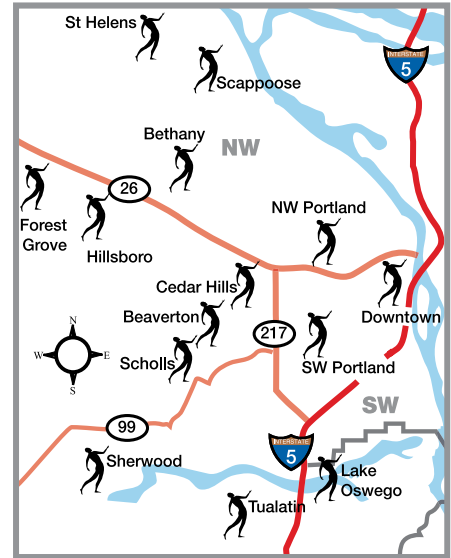 St Helens
INTERSTATE
5
Scappoose
Bethany
NW
26
Forest
Grove
Hillsboro
NW Portland
Cedar Hills
Beaverton
217
Downtown
Scholls
SW Portland
N
W
E
S
SW
99
INTERSTATE
5
Sherwood
Lake
Oswego
Tualatin